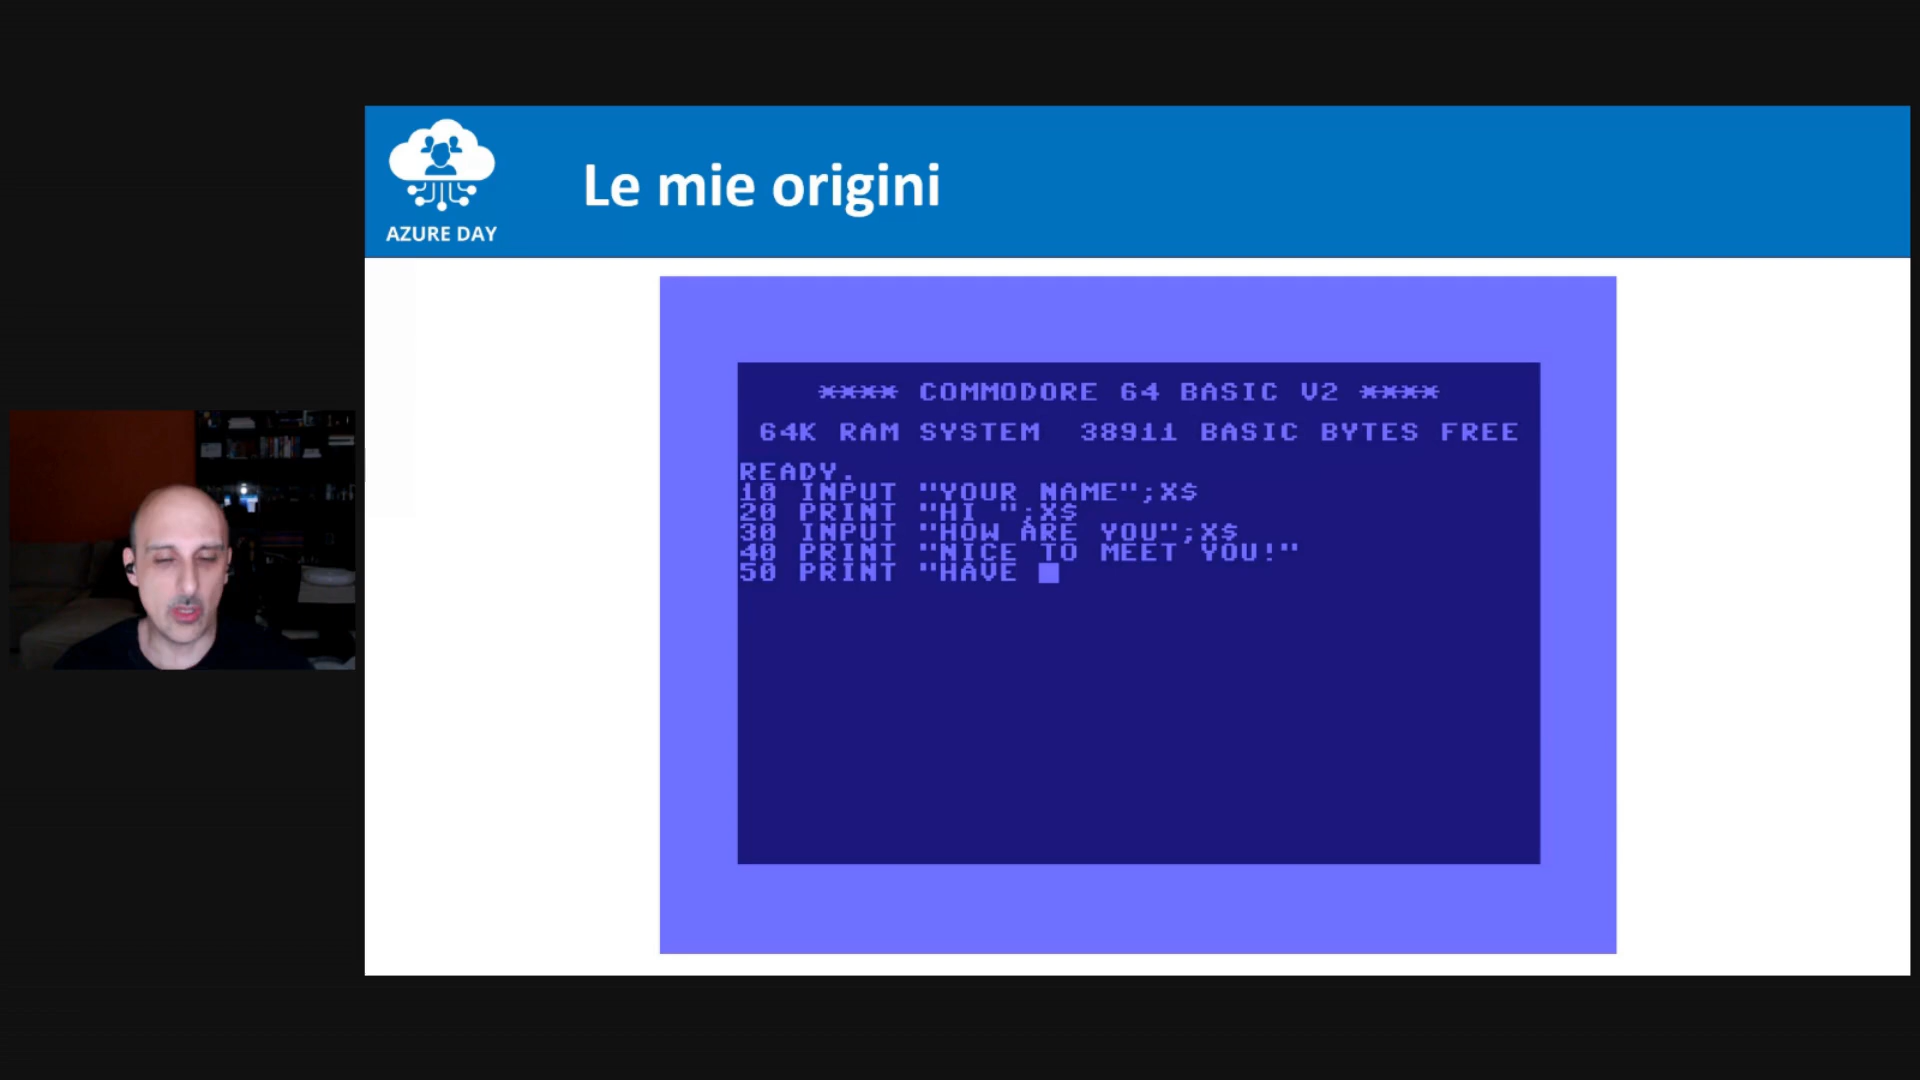 AZURE DAY
Le mie origini
**** COMMODORE 64 BASIC V2 ****
64K RAM SYSTEM  38911 BASIC BYTES FREE
READY.
10 INPUT "YOUR NAME";X$
20 PRINT "HI ";X$
30 INPUT "HOW ARE YOU";X$
40 PRINT "NICE TO MEET YOU!"
50 PRINT "HAVE